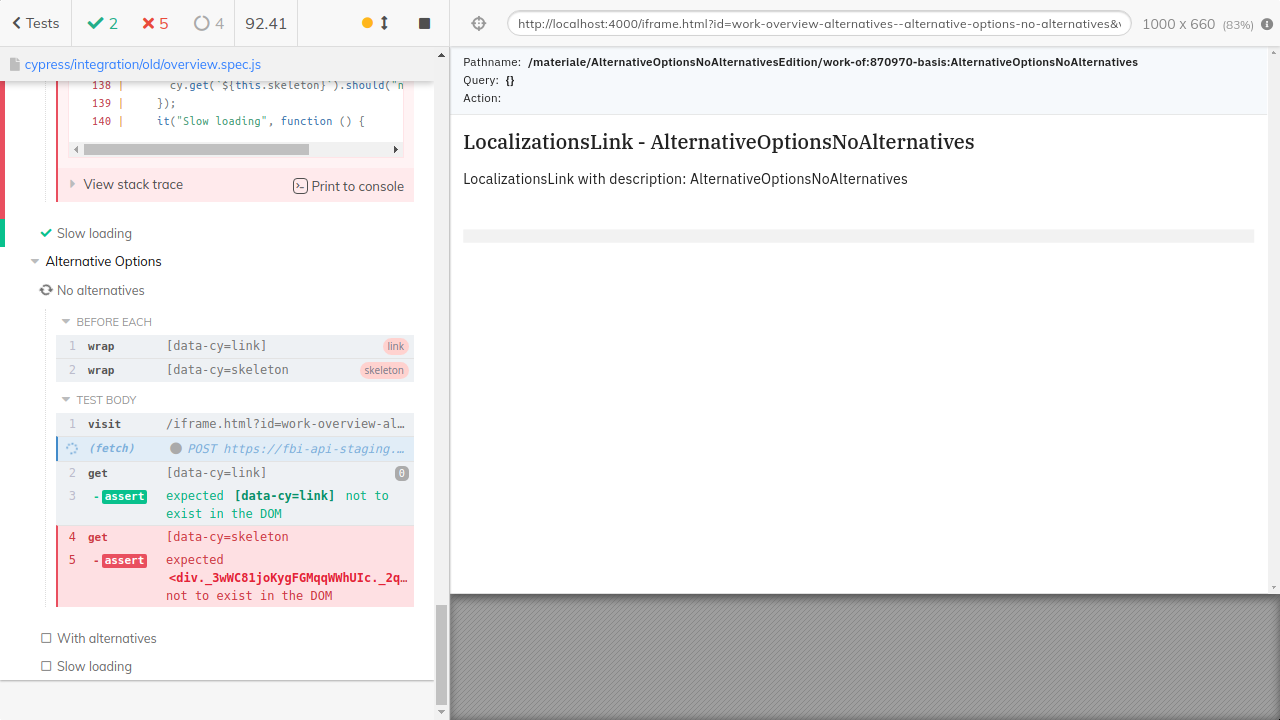 Tests
2
5
4
92.41
http://localhost:4000/iframe.html?id=work-overview-alternatives--alternative-options-no-alternatives&v
1000 x 660 (83%)
cypress/integration/old/overview.spec.js
138 | cy.get(`${this.skeleton}`).should("n
139 | });
140 | it("Slow loading", function () {
View stack trace
Print to console
Slow loading
Alternative Options
No alternatives
BEFORE EACH
1 wrap [data-cy=link] link
2 wrap [data-cy=skeleton skeleton
TEST BODY
1 visit /iframe.html?id=work-overview-al…
(fetch) POST https://fbi-api-staging.…
2 get [data-cy=link] 0
3 -assert expected [data-cy=link] not to
exist in the DOM
4 get [data-cy=skeleton
5 -assert expected
<div._3wWC81joKygFGMqqWWhUIc._2q…
not to exist in the DOM
With alternatives
Slow loading
Pathname: /materiale/AlternativeOptionsNoAlternativesEdition/work-of:870970-basis:AlternativeOptionsNoAlternatives
Query: {}
Action:
LocalizationsLink - AlternativeOptionsNoAlternatives
LocalizationsLink with description: AlternativeOptionsNoAlternatives